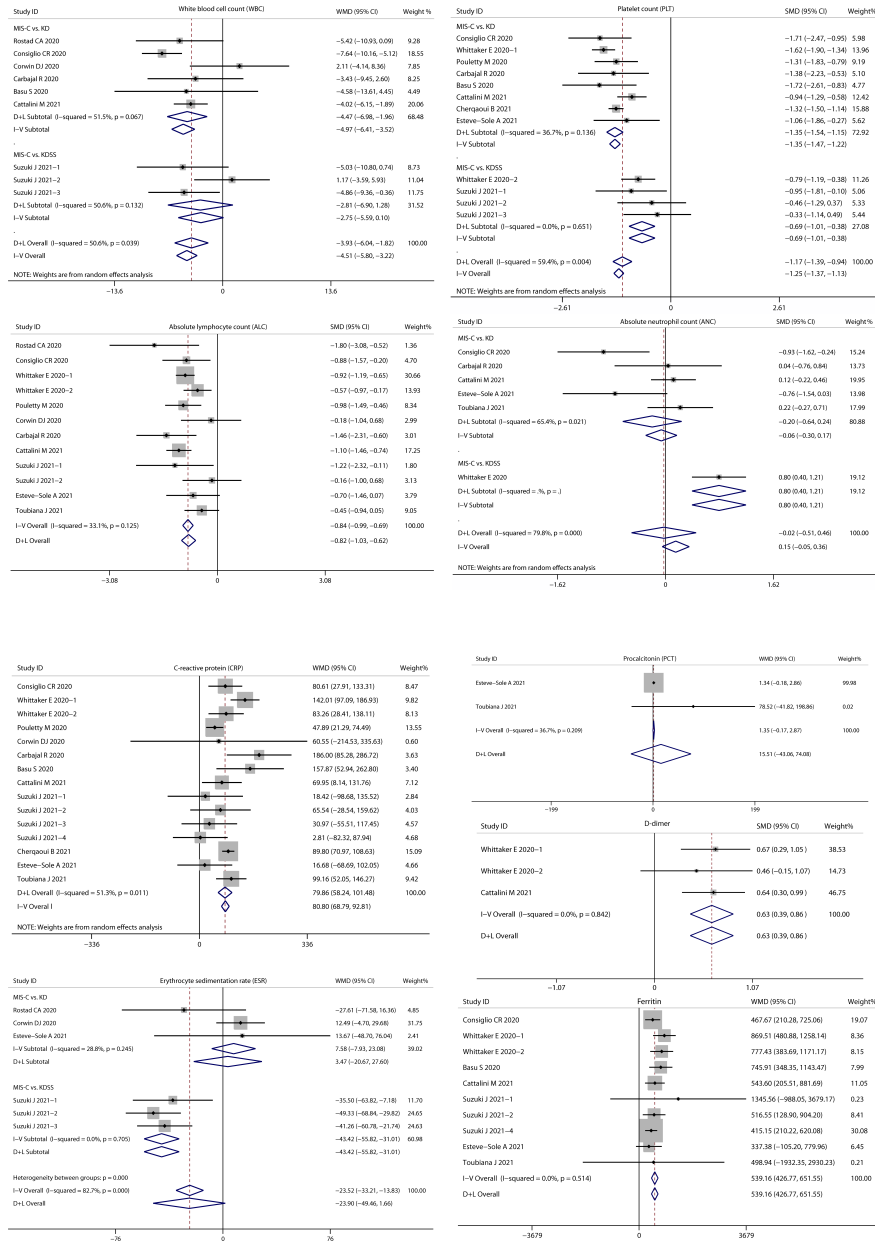 White blood cell count (WBC)
Study ID WMD (95% CI) Weight %
MIS-C vs. KD
Rostad CA 2020 −5.42 (−10.93, 0.09) 9.28
Consiglio CR 2020 −7.64 (−10.16, −5.12) 18.55
Corwin DJ 2020 2.11 (−4.14, 8.36) 7.85
Carbajal R 2020 −3.43 (−9.45, 2.60) 8.25
Basu S 2020 −4.58 (−13.61, 4.45) 4.49
Cattalini M 2021 −4.02 (−6.15, −1.89) 20.06
D+L Subtotal (I−squared = 51.5%, p = 0.067) −4.47 (−6.98, −1.96) 68.48
I−V Subtotal −4.97 (−6.41, −3.52)
.
MIS-C vs. KDSS
Suzuki J 2021−1 −5.03 (−10.80, 0.74) 8.73
Suzuki J 2021−2 1.17 (−3.59, 5.93) 11.04
Suzuki J 2021−3 −4.86 (−9.36, −0.36) 11.75
D+L Subtotal (I−squared = 50.6%, p = 0.132) −2.81 (−6.90, 1.28) 31.52
I−V Subtotal −2.75 (−5.59, 0.10)
.
D+L Overall (I−squared = 50.6%, p = 0.039) −3.93 (−6.04, −1.82) 100.00
I−V Overall −4.51 (−5.80, −3.22)
NOTE: Weights are from random effects analysis
−13.6 0 13.6
Platelet count (PLT)
Study ID SMD (95% CI) Weight %
MIS-C vs. KD
Consiglio CR 2020 −1.71 (−2.47, −0.95) 5.98
Whittaker E 2020−1 −1.62 (−1.90, −1.34) 13.96
Pouletty M 2020 −1.31 (−1.83, −0.79) 9.19
Carbajal R 2020 −1.38 (−2.23, −0.53) 5.10
Basu S 2020 −1.72 (−2.61, −0.83) 4.77
Cattalini M 2021 −0.94 (−1.29, −0.58) 12.42
Cherqaoui B 2021 −1.32 (−1.50, −1.14) 15.88
Esteve−Sole A 2021 −1.06 (−1.86, −0.27) 5.62
D+L Subtotal (I−squared = 36.7%, p = 0.136) −1.35 (−1.54, −1.15) 72.92
I−V Subtotal −1.35 (−1.47, −1.22)
.
MIS-C vs. KDSS
Whittaker E 2020−2 −0.79 (−1.19, −0.38) 11.26
Suzuki J 2021−1 −0.95 (−1.81, −0.10) 5.06
Suzuki J 2021−2 −0.46 (−1.29, 0.37) 5.33
Suzuki J 2021−3 −0.33 (−1.14, 0.49) 5.44
D+L Subtotal (I−squared = 0.0%, p = 0.651) −0.69 (−1.01, −0.38) 27.08
I−V Subtotal −0.69 (−1.01, −0.38)
.
D+L Overall (I−squared = 59.4%, p = 0.004) −1.17 (−1.39, −0.94) 100.00
I−V Overall −1.25 (−1.37, −1.13)
NOTE: Weights are from random effects analysis
−2.61 0 2.61
Absolute lymphocyte count (ALC)
Study ID SMD (95% CI) Weight%
Rostad CA 2020 −1.80 (−3.08, −0.52) 1.36
Consiglio CR 2020 −0.88 (−1.57, −0.20) 4.70
Whittaker E 2020−1 −0.92 (−1.19, −0.65) 30.66
Whittaker E 2020−2 −0.57 (−0.97, −0.17) 13.93
Pouletty M 2020 −0.98 (−1.49, −0.46) 8.34
Corwin DJ 2020 −0.18 (−1.04, 0.68) 2.99
Carbajal R 2020 −1.46 (−2.31, −0.60) 3.01
Cattalini M 2021 −1.10 (−1.46, −0.74) 17.25
Suzuki J 2021−1 −1.22 (−2.32, −0.11) 1.80
Suzuki J 2021−2 −0.16 (−1.00, 0.68) 3.13
Esteve−Sole A 2021 −0.70 (−1.46, 0.07) 3.79
Toubiana J 2021 −0.45 (−0.94, 0.05) 9.05
I−V Overall (I−squared = 33.1%, p = 0.125) −0.84 (−0.99, −0.69) 100.00
D+L Overall −0.82 (−1.03, −0.62)
−3.08 0 3.08
Absolute neutrophil count (ANC)
Study ID SMD (95% CI) Weight%
MIS-C vs. KD
Consiglio CR 2020 −0.93 (−1.62, −0.24) 15.24
Carbajal R 2020 0.04 (−0.76, 0.84) 13.73
Cattalini M 2021 0.12 (−0.22, 0.46) 19.95
Esteve−Sole A 2021 −0.76 (−1.54, 0.03) 13.98
Toubiana J 2021 0.22 (−0.27, 0.71) 17.99
D+L Subtotal (I−squared = 65.4%, p = 0.021) −0.20 (−0.64, 0.24) 80.88
I−V Subtotal −0.06 (−0.30, 0.17)
.
MIS-C vs. KDSS
Whittaker E 2020 0.80 (0.40, 1.21) 19.12
D+L Subtotal (I−squared = .%, p = .) 0.80 (0.40, 1.21) 19.12
I−V Subtotal 0.80 (0.40, 1.21)
.
D+L Overall (I−squared = 79.8%, p = 0.000) −0.02 (−0.51, 0.46) 100.00
I−V Overall 0.15 (−0.05, 0.36)
NOTE: Weights are from random effects analysis
−1.62 0 1.62
C-reactive protein (CRP)
Study ID WMD (95% CI) Weight%
Consiglio CR 2020 80.61 (27.91, 133.31) 8.47
Whittaker E 2020−1 142.01 (97.09, 186.93) 9.82
Whittaker E 2020−2 83.26 (28.41, 138.11) 8.13
Pouletty M 2020 47.89 (21.29, 74.49) 13.55
Corwin DJ 2020 60.55 (−214.53, 335.63) 0.60
Carbajal R 2020 186.00 (85.28, 286.72) 3.63
Basu S 2020 157.87 (52.94, 262.80) 3.40
Cattalini M 2021 69.95 (8.14, 131.76) 7.12
Suzuki J 2021−1 18.42 (−98.68, 135.52) 2.84
Suzuki J 2021−2 65.54 (−28.54, 159.62) 4.03
Suzuki J 2021−3 30.97 (−55.51, 117.45) 4.57
Suzuki J 2021−4 2.81 (−82.32, 87.94) 4.68
Cherqaoui B 2021 89.80 (70.97, 108.63) 15.09
Esteve−Sole A 2021 16.68 (−68.69, 102.05) 4.66
Toubiana J 2021 99.16 (52.05, 146.27) 9.42
D+L Overall (I−squared = 51.3%, p = 0.011) 79.86 (58.24, 101.48) 100.00
I−V Overal l 80.80 (68.79, 92.81)
NOTE: Weights are from random effects analysis
−336 0 336
Procalcitonin (PCT)
Study ID WMD (95% CI) Weight%
Esteve−Sole A 2021 1.34 (−0.18, 2.86) 99.98
Toubiana J 2021 78.52 (−41.82, 198.86) 0.02
I−V Overall (I−squared = 36.7%, p = 0.209) 1.35 (−0.17, 2.87) 100.00
D+L Overall 15.51 (−43.06, 74.08)
−199 0 199
D-dimer
Study ID SMD (95% CI) Weight%
Whittaker E 2020−1 0.67 (0.29, 1.05) 38.53
Whittaker E 2020−2 0.46 (−0.15, 1.07) 14.73
Cattalini M 2021 0.64 (0.30, 0.99) 46.75
I−V Overall (I−squared = 0.0%, p = 0.842) 0.63 (0.39, 0.86) 100.00
D+L Overall 0.63 (0.39, 0.86)
−1.07 0 1.07
Erythrocyte sedimentation rate (ESR)
Study ID WMD (95% CI) Weight%
MIS-C vs. KD
Rostad CA 2020 −27.61 (−71.58, 16.36) 4.85
Corwin DJ 2020 12.49 (−4.70, 29.68) 31.75
Esteve−Sole A 2021 13.67 (−48.70, 76.04) 2.41
I−V Subtotal (I−squared = 28.8%, p = 0.245) 7.58 (−7.93, 23.08) 39.02
D+L Subtotal 3.47 (−20.67, 27.60)
.
MIS-C vs. KDSS
Suzuki J 2021−1 −35.50 (−63.82, −7.18) 11.70
Suzuki J 2021−2 −49.33 (−68.84, −29.82) 24.65
Suzuki J 2021−3 −41.26 (−60.78, −21.74) 24.63
I−V Subtotal (I−squared = 0.0%, p = 0.705) −43.42 (−55.82, −31.01) 60.98
D+L Subtotal −43.42 (−55.82, −31.01)
.
Heterogeneity between groups: p = 0.000
I−V Overall (I−squared = 82.7%, p = 0.000) −23.52 (−33.21, −13.83) 100.00
D+L Overall −23.90 (−49.46, 1.66)
−76 0 76
Ferritin
Study ID WMD (95% CI) Weight%
Consiglio CR 2020 467.67 (210.28, 725.06) 19.07
Whittaker E 2020−1 869.51 (480.88, 1258.14) 8.36
Whittaker E 2020−2 777.43 (383.69, 1171.17) 8.15
Basu S 2020 745.91 (348.35, 1143.47) 7.99
Cattalini M 2021 543.60 (205.51, 881.69) 11.05
Suzuki J 2021−1 1345.56 (−988.05, 3679.17) 0.23
Suzuki J 2021−2 516.55 (128.90, 904.20) 8.41
Suzuki J 2021−4 415.15 (210.22, 620.08) 30.08
Esteve−Sole A 2021 337.38 (−105.20, 779.96) 6.45
Toubiana J 2021 498.94 (−1932.35, 2930.23) 0.21
I−V Overall (I−squared = 0.0%, p = 0.514) 539.16 (426.77, 651.55) 100.00
D+L Overall 539.16 (426.77, 651.55)
−3679 0 3679